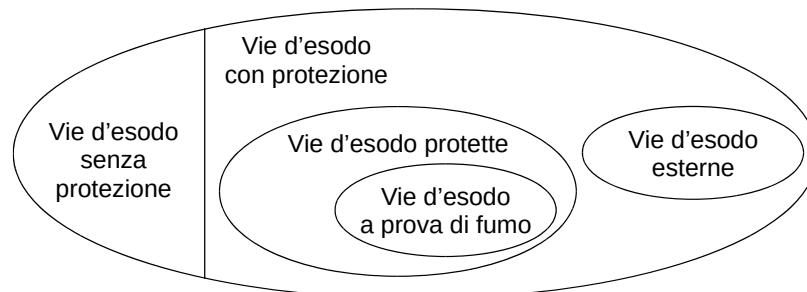 Vie d'esodo
con protezione
Vie d'esodo
senza
protezione
Vie d'esodo protette
Vie d'esodo
a prova di fumo
Vie d'esodo
esterne